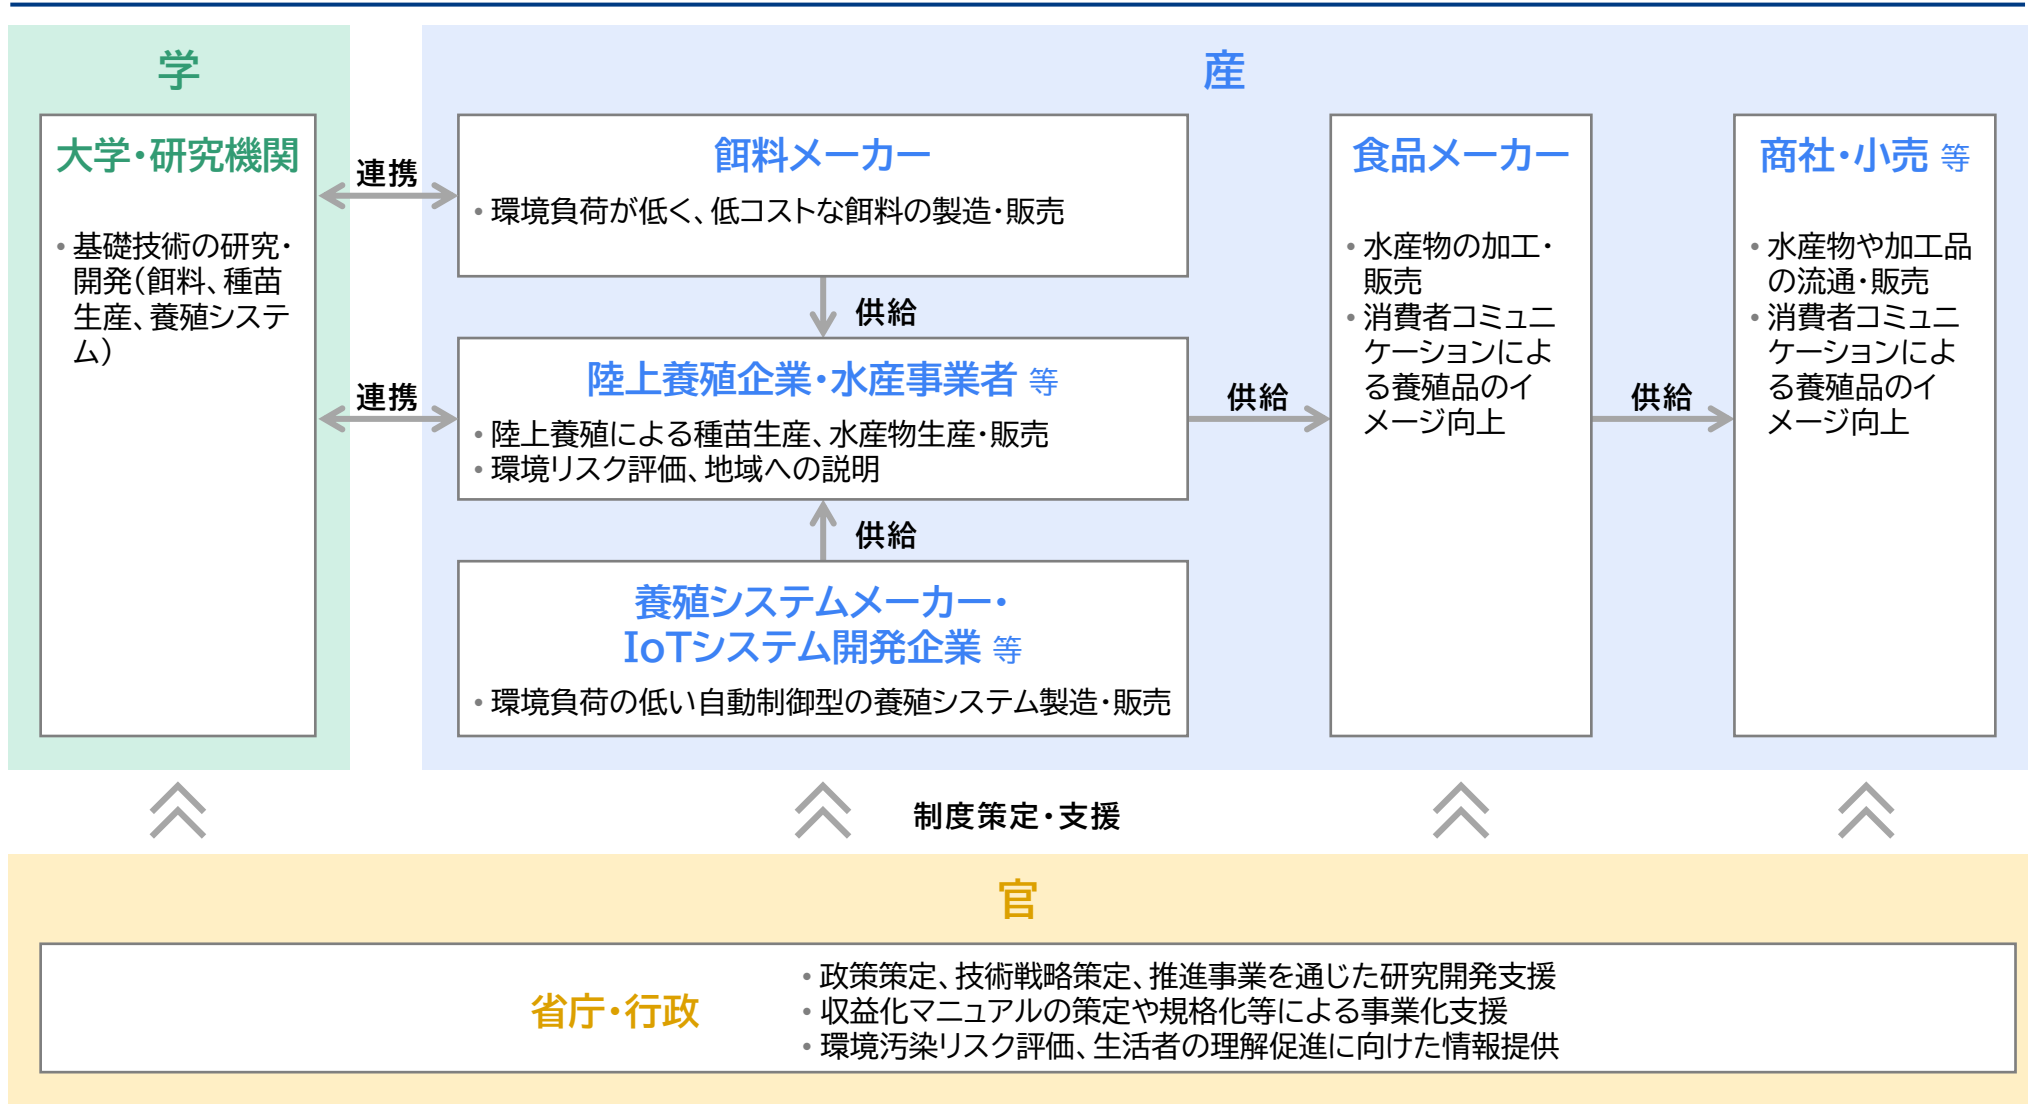 学
大学・研究機関
・基礎技術の研究・
開発（餌料、種苗
生産、養殖システ
ム）
連携
連携
産
餌料メーカー
・環境負荷が低く、低コストな餌料の製造・販売
供給
陸上養殖企業・水産事業者 等
・陸上養殖による種苗生産、水産物生産・販売
・環境リスク評価、地域への説明
供給
養殖システムメーカー・
IoTシステム開発企業 等
・環境負荷の低い自動制御型の養殖システム製造・販売
供給
食品メーカー
・水産物の加工・
販売
・消費者コミュニ
ケーションによ
る養殖品のイ
メージ向上
供給
商社・小売 等
・水産物や加工品
の流通・販売
・消費者コミュニ
ケーションによ
る養殖品のイ
メージ向上
制度策定・支援
官
省庁・行政
・政策策定、技術戦略策定、推進事業を通じた研究開発支援
・収益化マニュアルの策定や規格化等による事業化支援
・環境汚染リスク評価、生活者の理解促進に向けた情報提供